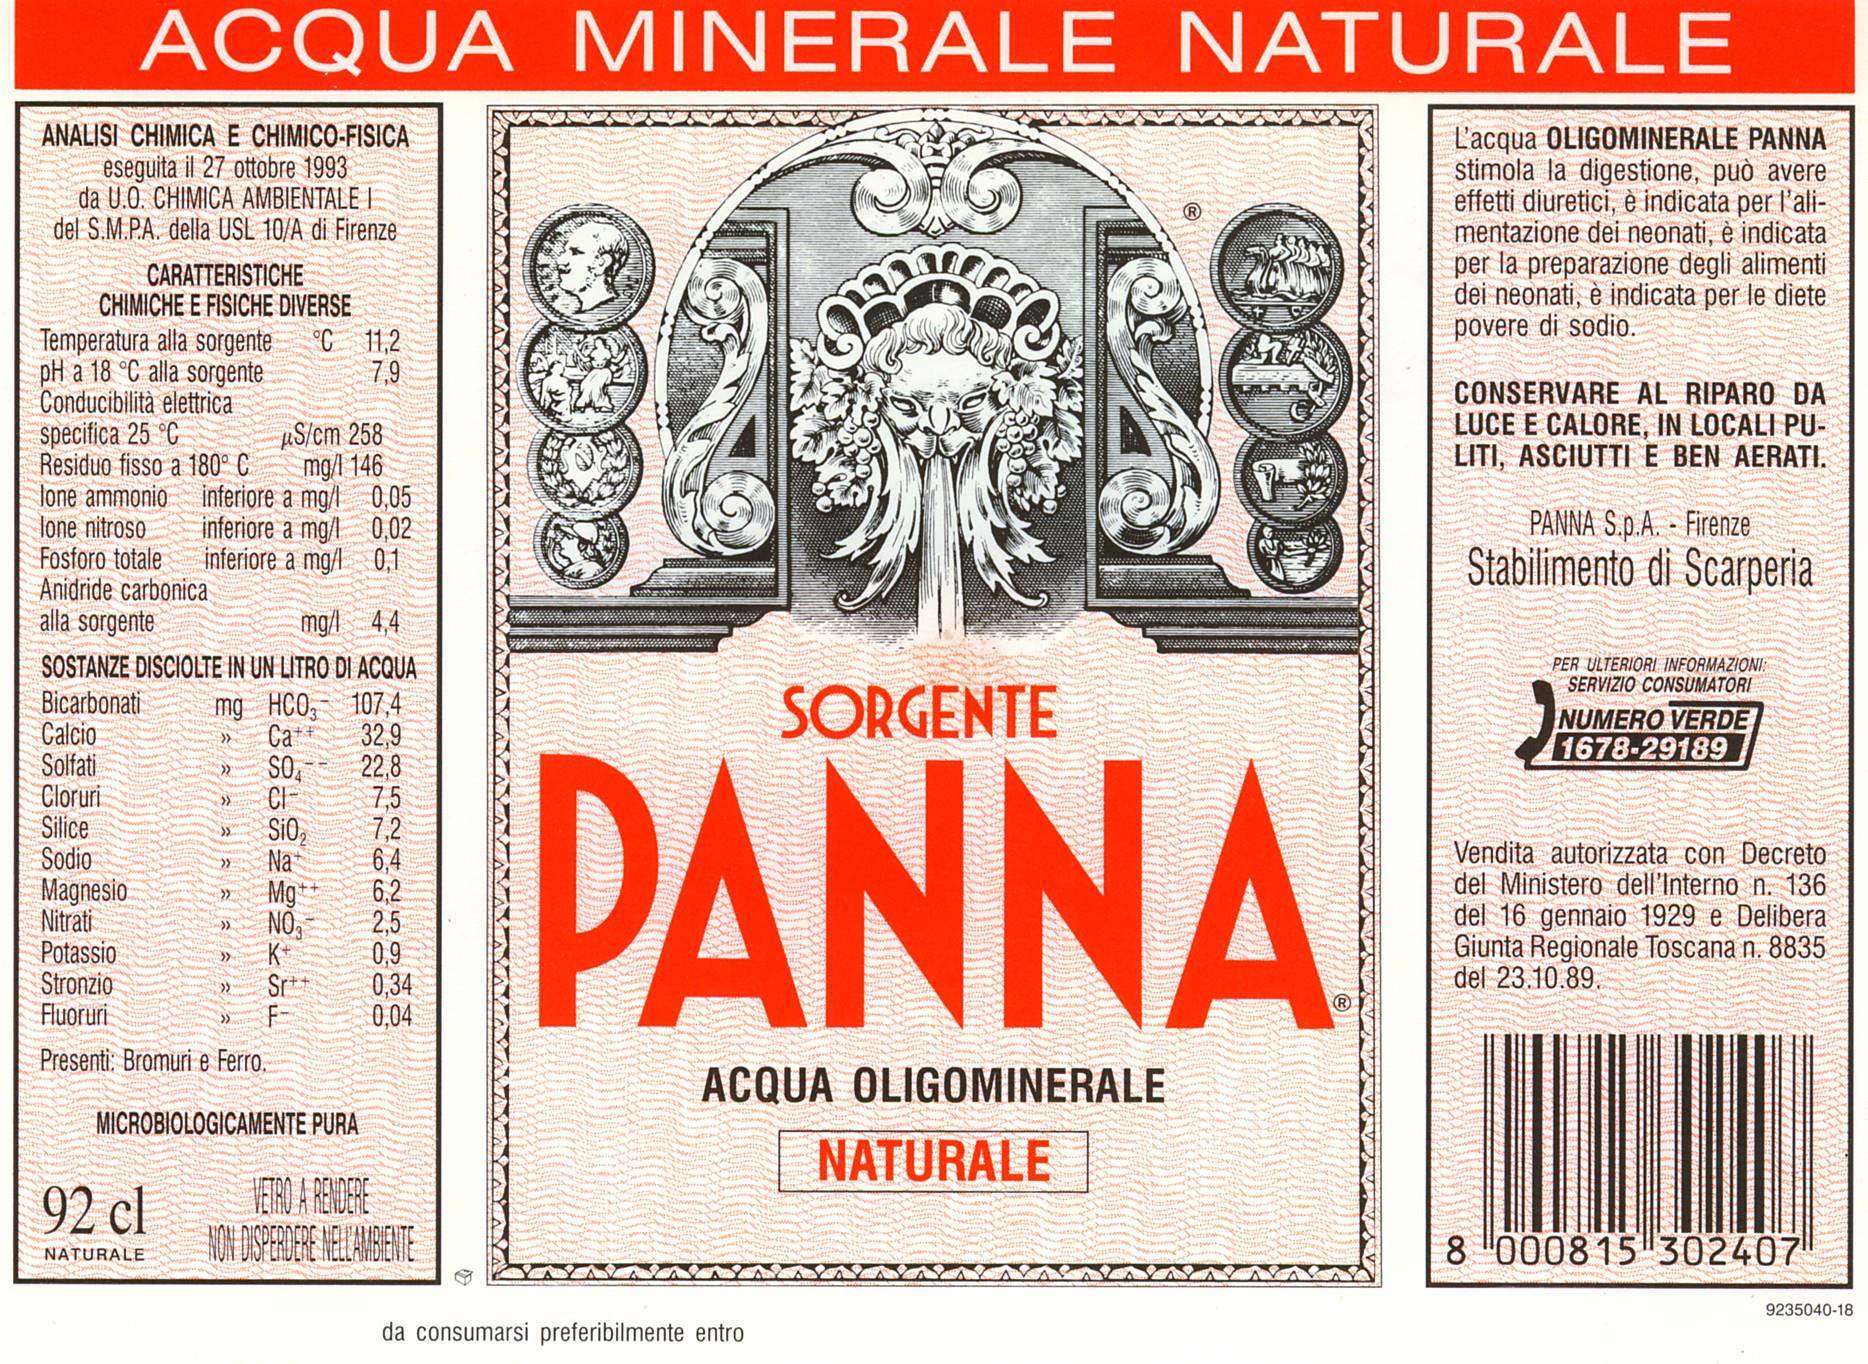 ACQUA MINERALE NATURALE
ANALISI CHIMICA E CHIMICO-FISICA
eseguita il 27 ottobre 1993
da U.O. CHIMICA AMBIENTALE I
del S.M.P.A. della USL 10/A di Firenze
CARATTERISTICHE
CHIMICHE E FISICHE DIVERSE
Temperatura alla sorgente °C 11,2
pH a 18 °C alla sorgente 7,9
Conducibilità elettrica
specifica 25 °C µS/cm 258
Residuo fisso a 180° C mg/l 146
Ione ammonio inferiore a mg/l 0,05
Ione nitroso inferiore a mg/l 0,02
Fosforo totale inferiore a mg/l 0,1
Anidride carbonica
alla sorgente mg/l 4,4
SOSTANZE DISCIOLTE IN UN LITRO DI ACQUA
Bicarbonati mg HCO₃⁻ 107,4
Calcio » Ca⁺⁺ 32,9
Solfati » SO₄⁻⁻ 22,8
Cloruri » Cl⁻ 7,5
Silice » SiO₂ 7,2
Sodio » Na⁺ 6,4
Magnesio » Mg⁺⁺ 6,2
Nitrati » NO₃⁻ 2,5
Potassio » K⁺ 0,9
Stronzio » Sr⁺⁺ 0,34
Fluoruri » F⁻ 0,04
Presenti: Bromuri e Ferro.
MICROBIOLOGICAMENTE PURA
92 cl
NATURALE
VETRO A RENDERE
NON DISPERDERE NELL'AMBIENTE
®
SORGENTE
PANNA®
ACQUA OLIGOMINERALE
NATURALE
L'acqua OLIGOMINERALE PANNA
stimola la digestione, può avere
effetti diuretici, è indicata per l'ali-
mentazione dei neonati, è indicata
per la preparazione degli alimenti
dei neonati, è indicata per le diete
povere di sodio.
CONSERVARE AL RIPARO DA
LUCE E CALORE, IN LOCALI PU-
LITI, ASCIUTTI E BEN AERATI.
PANNA S.p.A. - Firenze
Stabilimento di Scarperia
PER ULTERIORI INFORMAZIONI:
SERVIZIO CONSUMATORI
NUMERO VERDE
1678-29189
Vendita autorizzata con Decreto
del Ministero dell'Interno n. 136
del 16 gennaio 1929 e Delibera
Giunta Regionale Toscana n. 8835
del 23.10.89.
8 000815 302407
9235040-18
da consumarsi preferibilmente entro